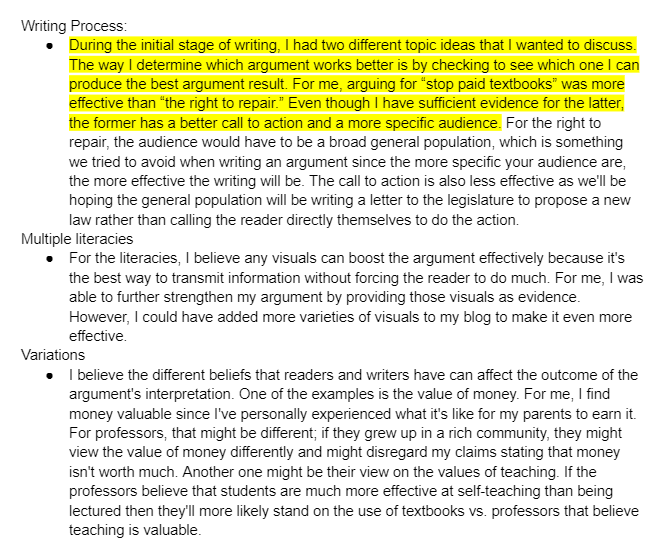 Writing Process:
● During the initial stage of writing, I had two different topic ideas that I wanted to discuss.
The way I determine which argument works better is by checking to see which one I can
produce the best argument result. For me, arguing for “stop paid textbooks” was more
effective than “the right to repair.” Even though I have sufficient evidence for the latter,
the former has a better call to action and a more specific audience. For the right to
repair, the audience would have to be a broad general population, which is something
we tried to avoid when writing an argument since the more specific your audience are,
the more effective the writing will be. The call to action is also less effective as we'll be
hoping the general population will be writing a letter to the legislature to propose a new
law rather than calling the reader directly themselves to do the action.
Multiple literacies
● For the literacies, I believe any visuals can boost the argument effectively because it's
the best way to transmit information without forcing the reader to do much. For me, I was
able to further strengthen my argument by providing those visuals as evidence.
However, I could have added more varieties of visuals to my blog to make it even more
effective.
Variations
● I believe the different beliefs that readers and writers have can affect the outcome of the
argument's interpretation. One of the examples is the value of money. For me, I find
money valuable since I've personally experienced what it's like for my parents to earn it.
For professors, that might be different; if they grew up in a rich community, they might
view the value of money differently and might disregard my claims stating that money
isn't worth much. Another one might be their view on the values of teaching. If the
professors believe that students are much more effective at self-teaching than being
lectured then they'll more likely stand on the use of textbooks vs. professors that believe
teaching is valuable.